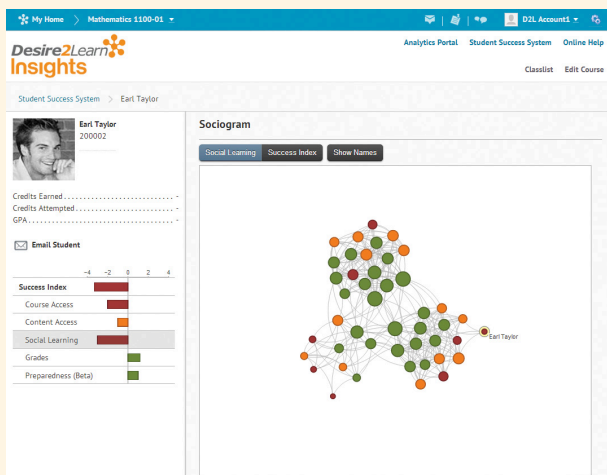 My Home Mathematics 1100-01 D2L Account1
Desire2Learn
Insights
Analytics Portal Student Success System Online Help
Classlist Edit Course
Student Success System > Earl Taylor
Earl Taylor
200002
Credits Earned - 
Credits Attempted - 
GPA - 
Email Student
-4 -2 0 2 4
Success Index
Course Access
Content Access
Social Learning
Grades
Preparedness (Beta)
Sociogram
Social Learning Success Index Show Names
Earl Taylor